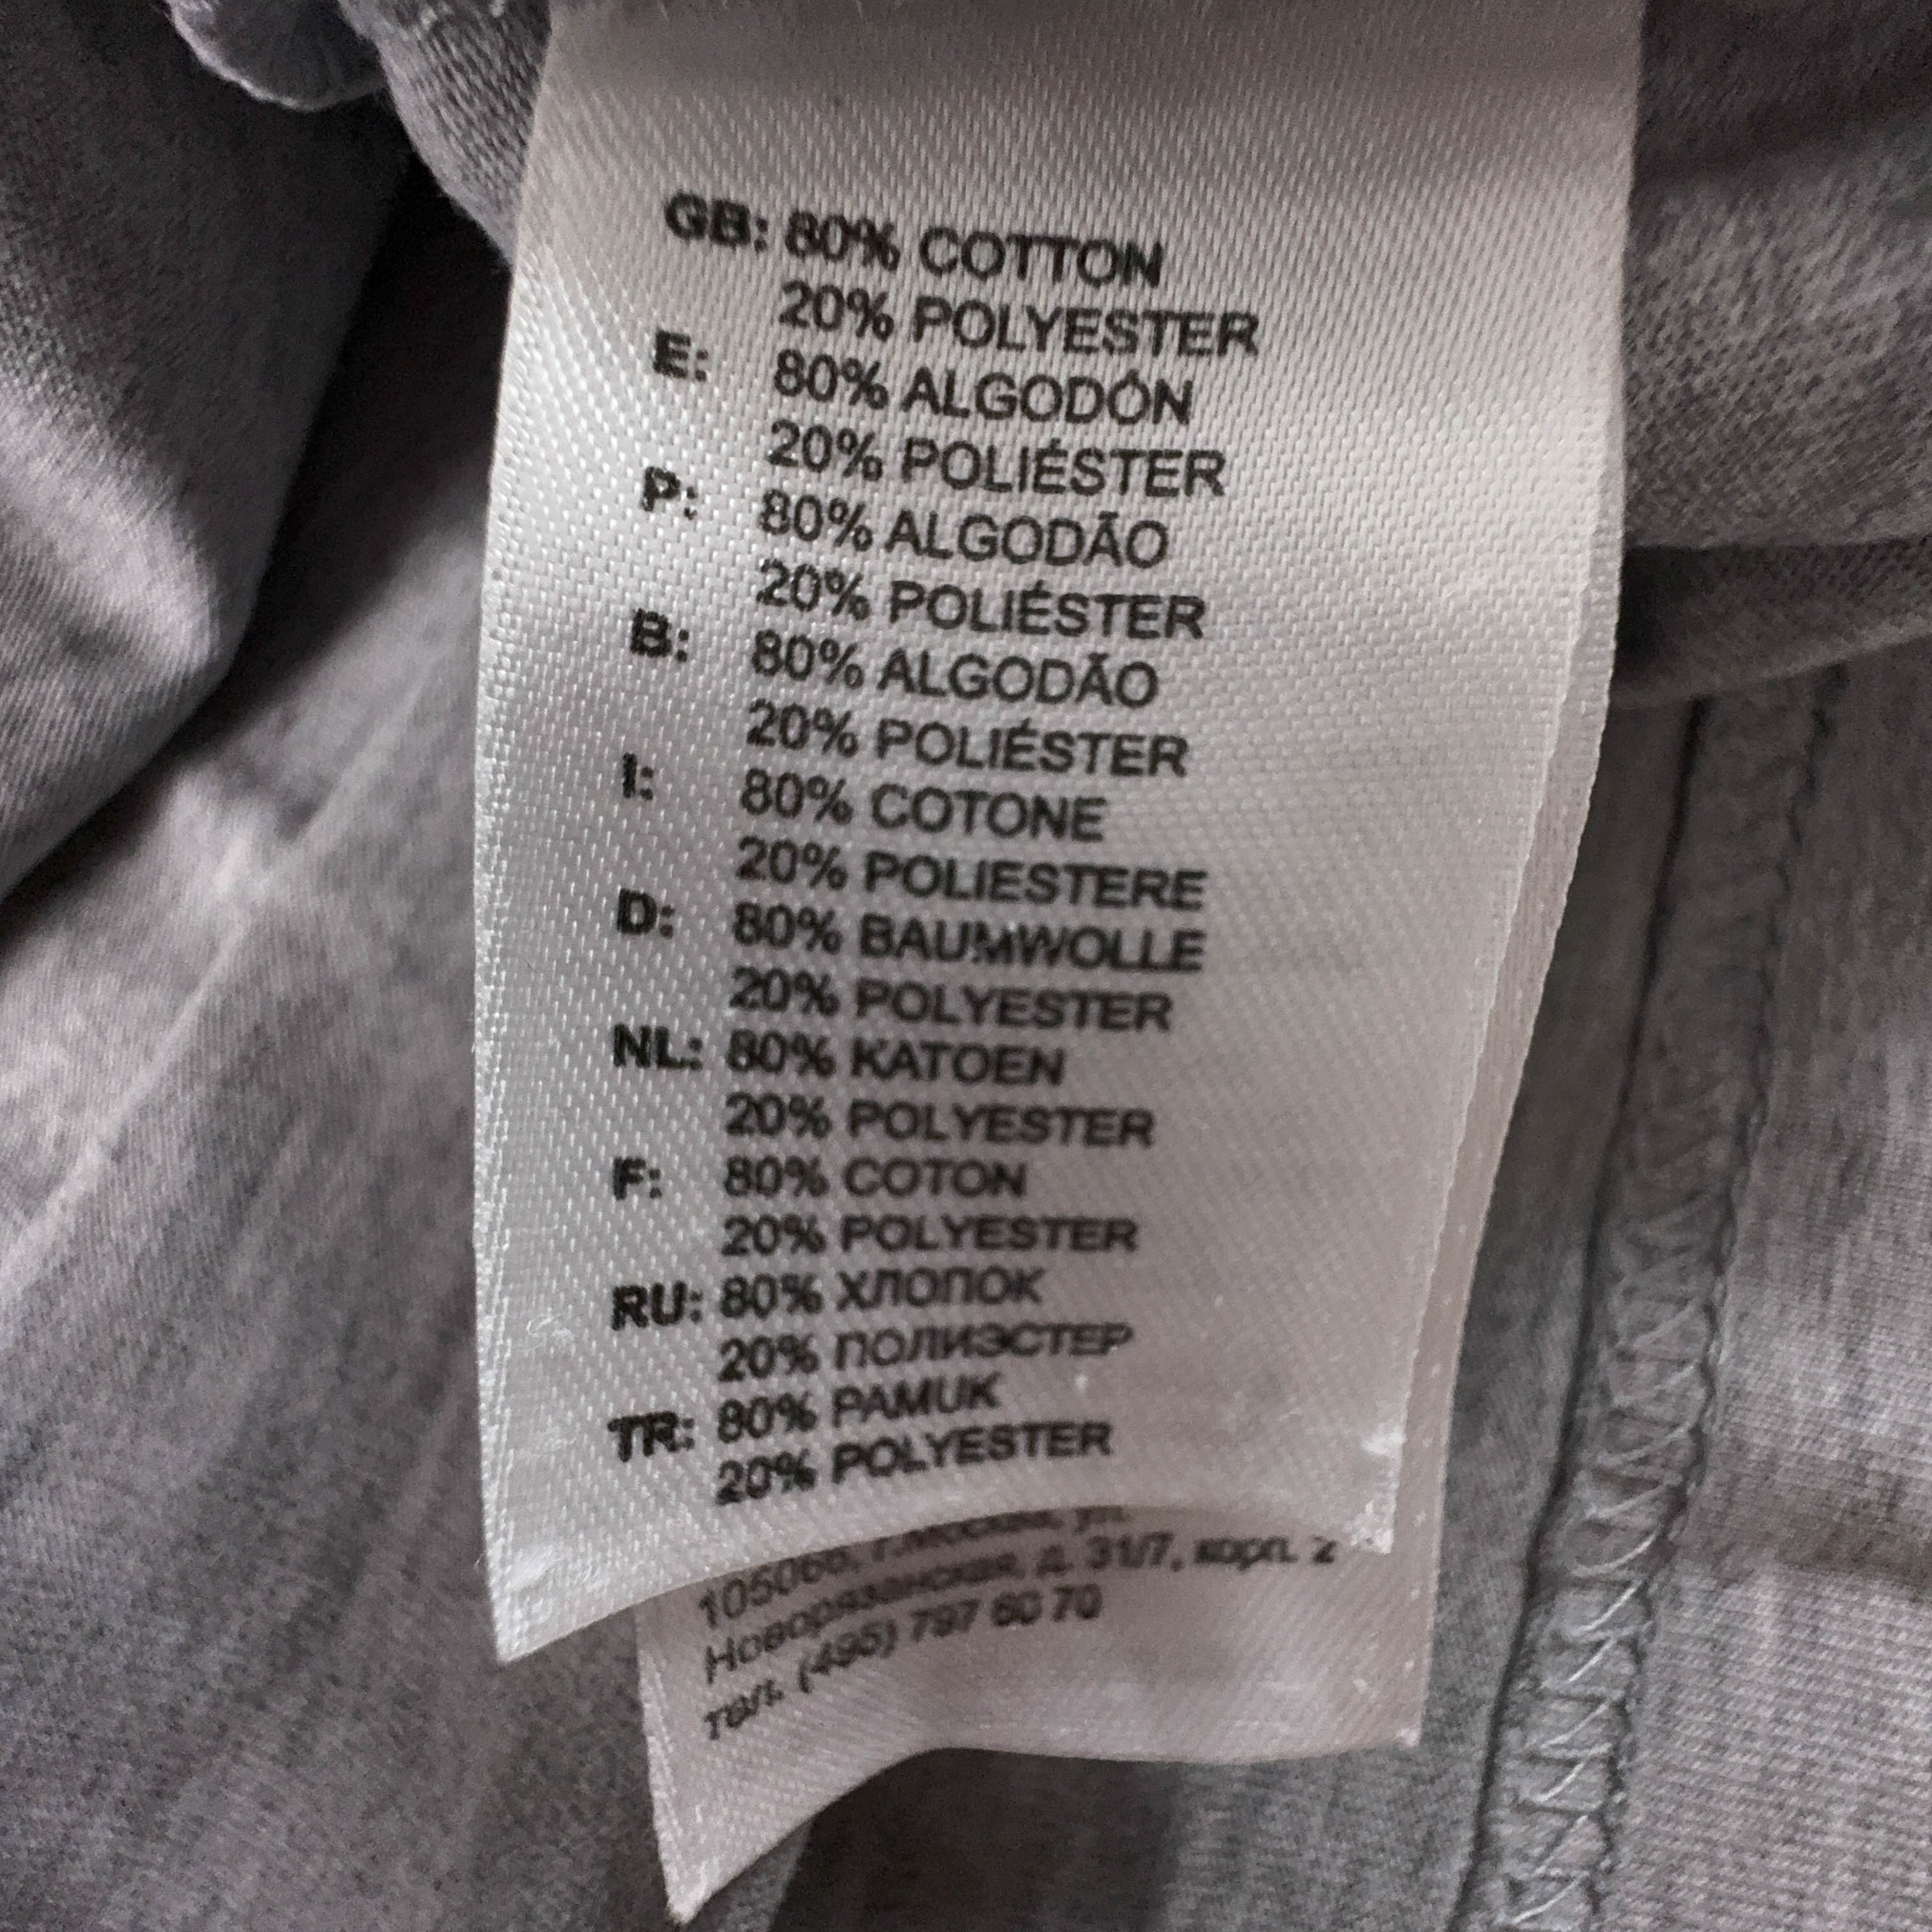 GB: 80% COTTON
20% POLYESTER
E: 80% ALGODÓN
20% POLIÉSTER
P: 80% ALGODÃO
20% POLIÉSTER
B: 80% ALGODÃO
20% POLIÉSTER
I: 80% COTONE
20% POLIESTERE
D: 80% BAUMWOLLE
20% POLYESTER
NL: 80% KATOEN
20% POLYESTER
F: 80% COTON
20% POLYESTER
RU: 80% ХЛОПОК
20% ПОЛИЭСТЕР
TR: 80% PAMUK
20% POLYESTER
г.Москва, ул.
Новорязанская, д. 31/7, корп. 2
тел. (495) 797 60 70